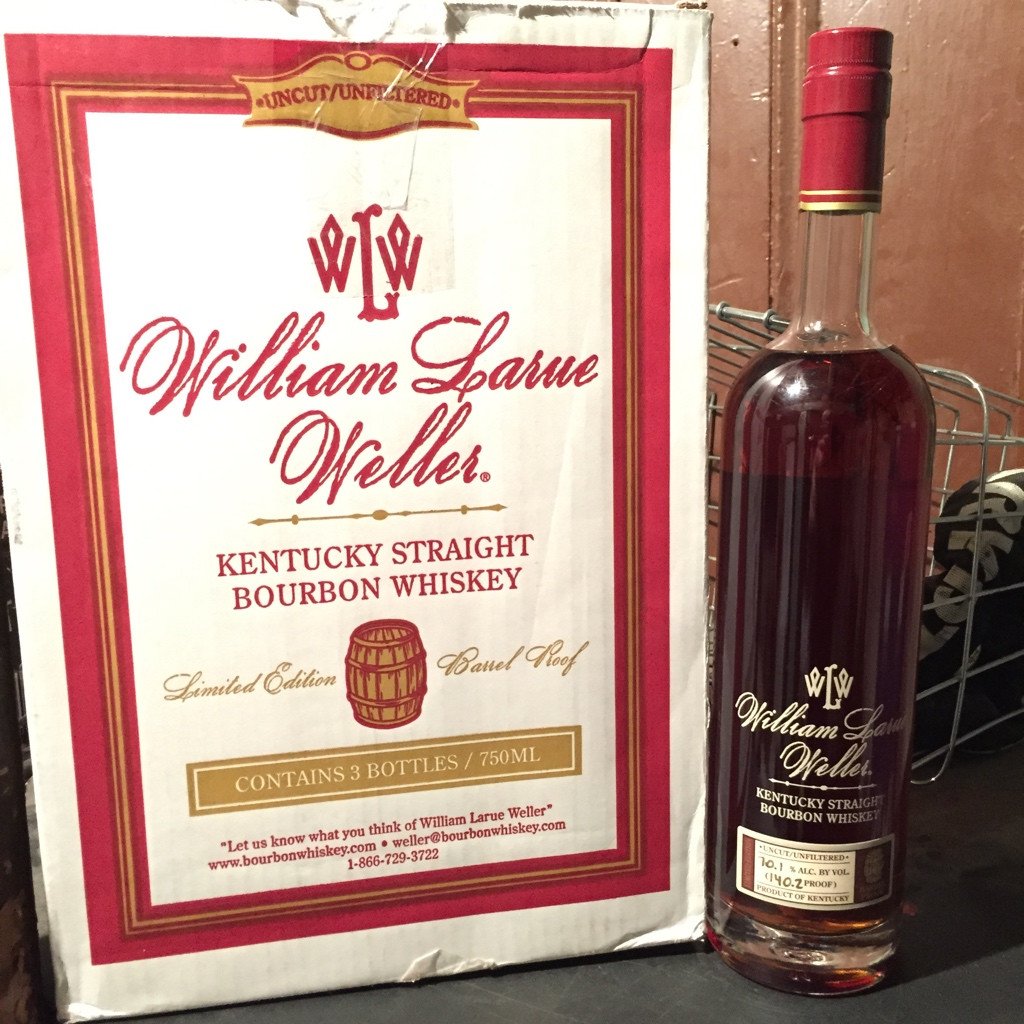 •UNCUT/UNFILTERED•
WLW
William Larue
Weller®
KENTUCKY STRAIGHT
BOURBON WHISKEY
Limited Edition Barrel Proof
CONTAINS 3 BOTTLES / 750ML
"Let us know what you think of William Larue Weller"
www.bourbonwhiskey.com • weller@bourbonwhiskey.com
1-866-729-3722
WLW
William Larue
Weller
KENTUCKY STRAIGHT
BOURBON WHISKEY
•UNCUT/UNFILTERED•
70.1 % ALC. BY VOL.
(140.2 PROOF)
PRODUCT OF KENTUCKY